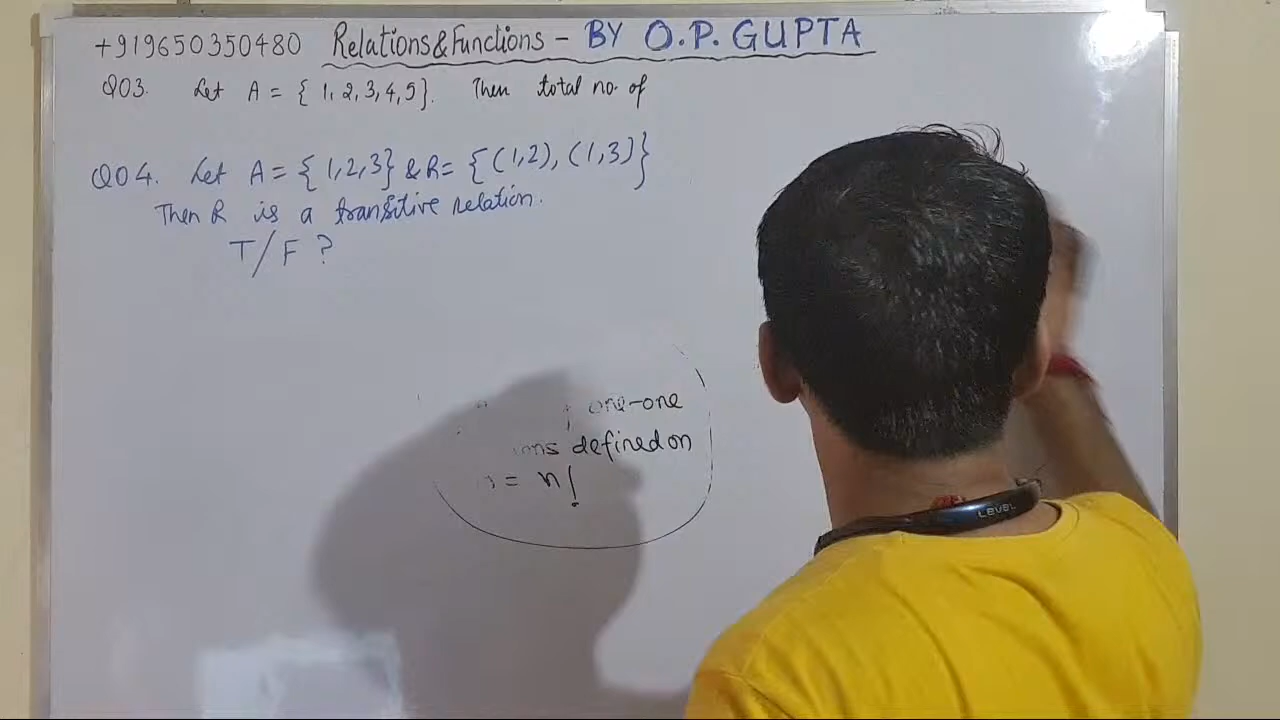 +919650350480 Relations&Functions - BY O.P. GUPTA
Q03. Let A = { 1, 2, 3, 4, 5}. Then total no. of
Q04. Let A = {1,2,3} & R= {(1,2), (1,3)}
Then R is a transitive relation.
T/F ?
one-one
defined on
= n!
LEVEL